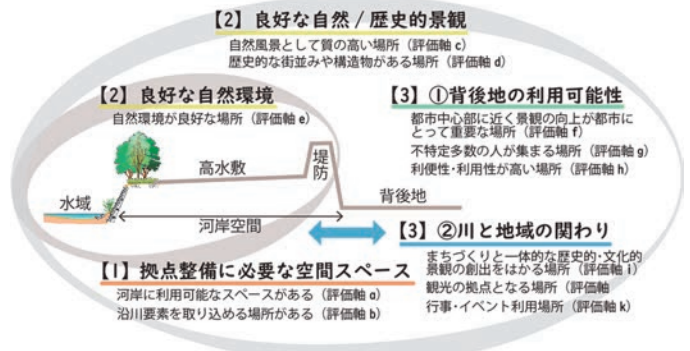 【2】良好な自然/歴史的景観
自然風景として質の高い場所（評価軸 c）
歴史的な街並みや構造物がある場所（評価軸 d）
【2】良好な自然環境
自然環境が良好な場所（評価軸 e）
【3】①背後地の利用可能性
都市中心部に近く景観の向上が都市に
とって重要な場所（評価軸 f）
不特定多数の人が集まる場所（評価軸 g）
利便性・利用性が高い場所（評価軸 h）
水域
高水敷
堤防
背後地
河岸空間
【3】②川と地域の関わり
まちづくりと一体的な歴史的・文化的
景観の創出をはかる場所（評価軸 i）
観光の拠点となる場所（評価軸
行事・イベント利用場所（評価軸 k）
【1】拠点整備に必要な空間スペース
河岸に利用可能なスペースがある（評価軸 a）
沿川要素を取り込める場所がある（評価軸 b）